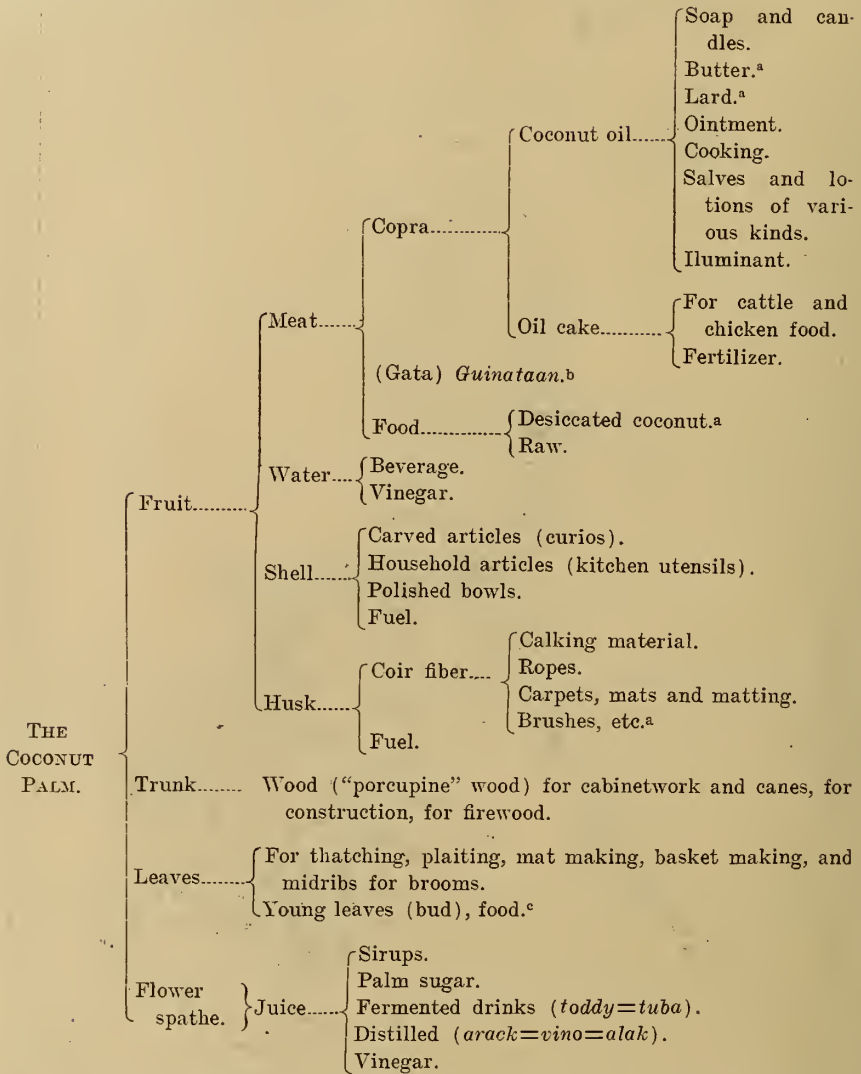 Soap and can-
dles.
Butter.ª
Lard.ª
Coconut oil
Ointment.
Cooking.
Salves and lo-
tions of vari-
ous kinds.
Iluminant.
Copra
Oil cake
For cattle and
chicken food.
Fertilizer.
Meat
(Gata) Guinataan.b
Food
Desiccated coconut.a
Raw.
Water
Beverage.
Vinegar.
Fruit
Shell
Carved articles (curios).
Household articles (kitchen utensils).
Polished bowls.
Fuel.
Husk
Coir fiber
Calking material.
Ropes.
Carpets, mats and matting.
Brushes, etc.a
Fuel.
THE
COCONUT
PALM.
Trunk Wood ("porcupine" wood) for cabinetwork and canes, for
construction, for firewood.
Leaves
For thatching, plaiting, mat making, basket making, and
midribs for brooms.
Young leaves (bud), food.c
Flower
spathe.
Juice
Sirups.
Palm sugar.
Fermented drinks (toddy=tuba).
Distilled (arack=vino=alak).
Vinegar.